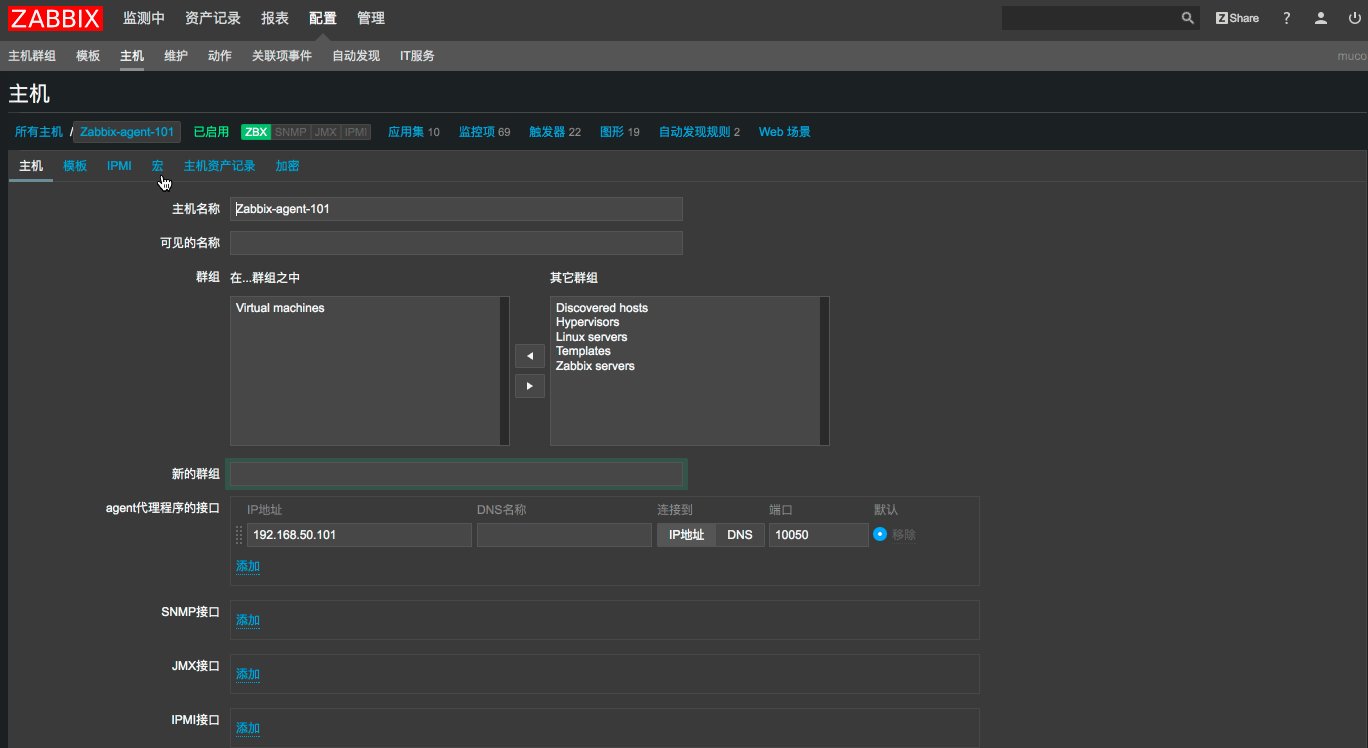 ZABBIX 监测中 资产记录 报表 配置 管理 Z Share ?
主机群组 模板 主机 维护 动作 关联项事件 自动发现 IT服务 muco
主机
所有主机 / Zabbix-agent-101 已启用 ZBX SNMP JMX IPMI 应用集 10 监控项 69 触发器 22 图形 19 自动发现规则 2 Web 场景
主机 模板 IPMI 宏 主机资产记录 加密
主机名称 Zabbix-agent-101
可见的名称
群组 在...群组之中 其它群组
Virtual machines Discovered hosts
Hypervisors
Linux servers
Templates
Zabbix servers
新的群组
agent代理程序的接口 IP地址 DNS名称 连接到 端口 默认
192.168.50.101 IP地址 DNS 10050 移除
添加
SNMP接口 添加
JMX接口 添加
IPMI接口 添加